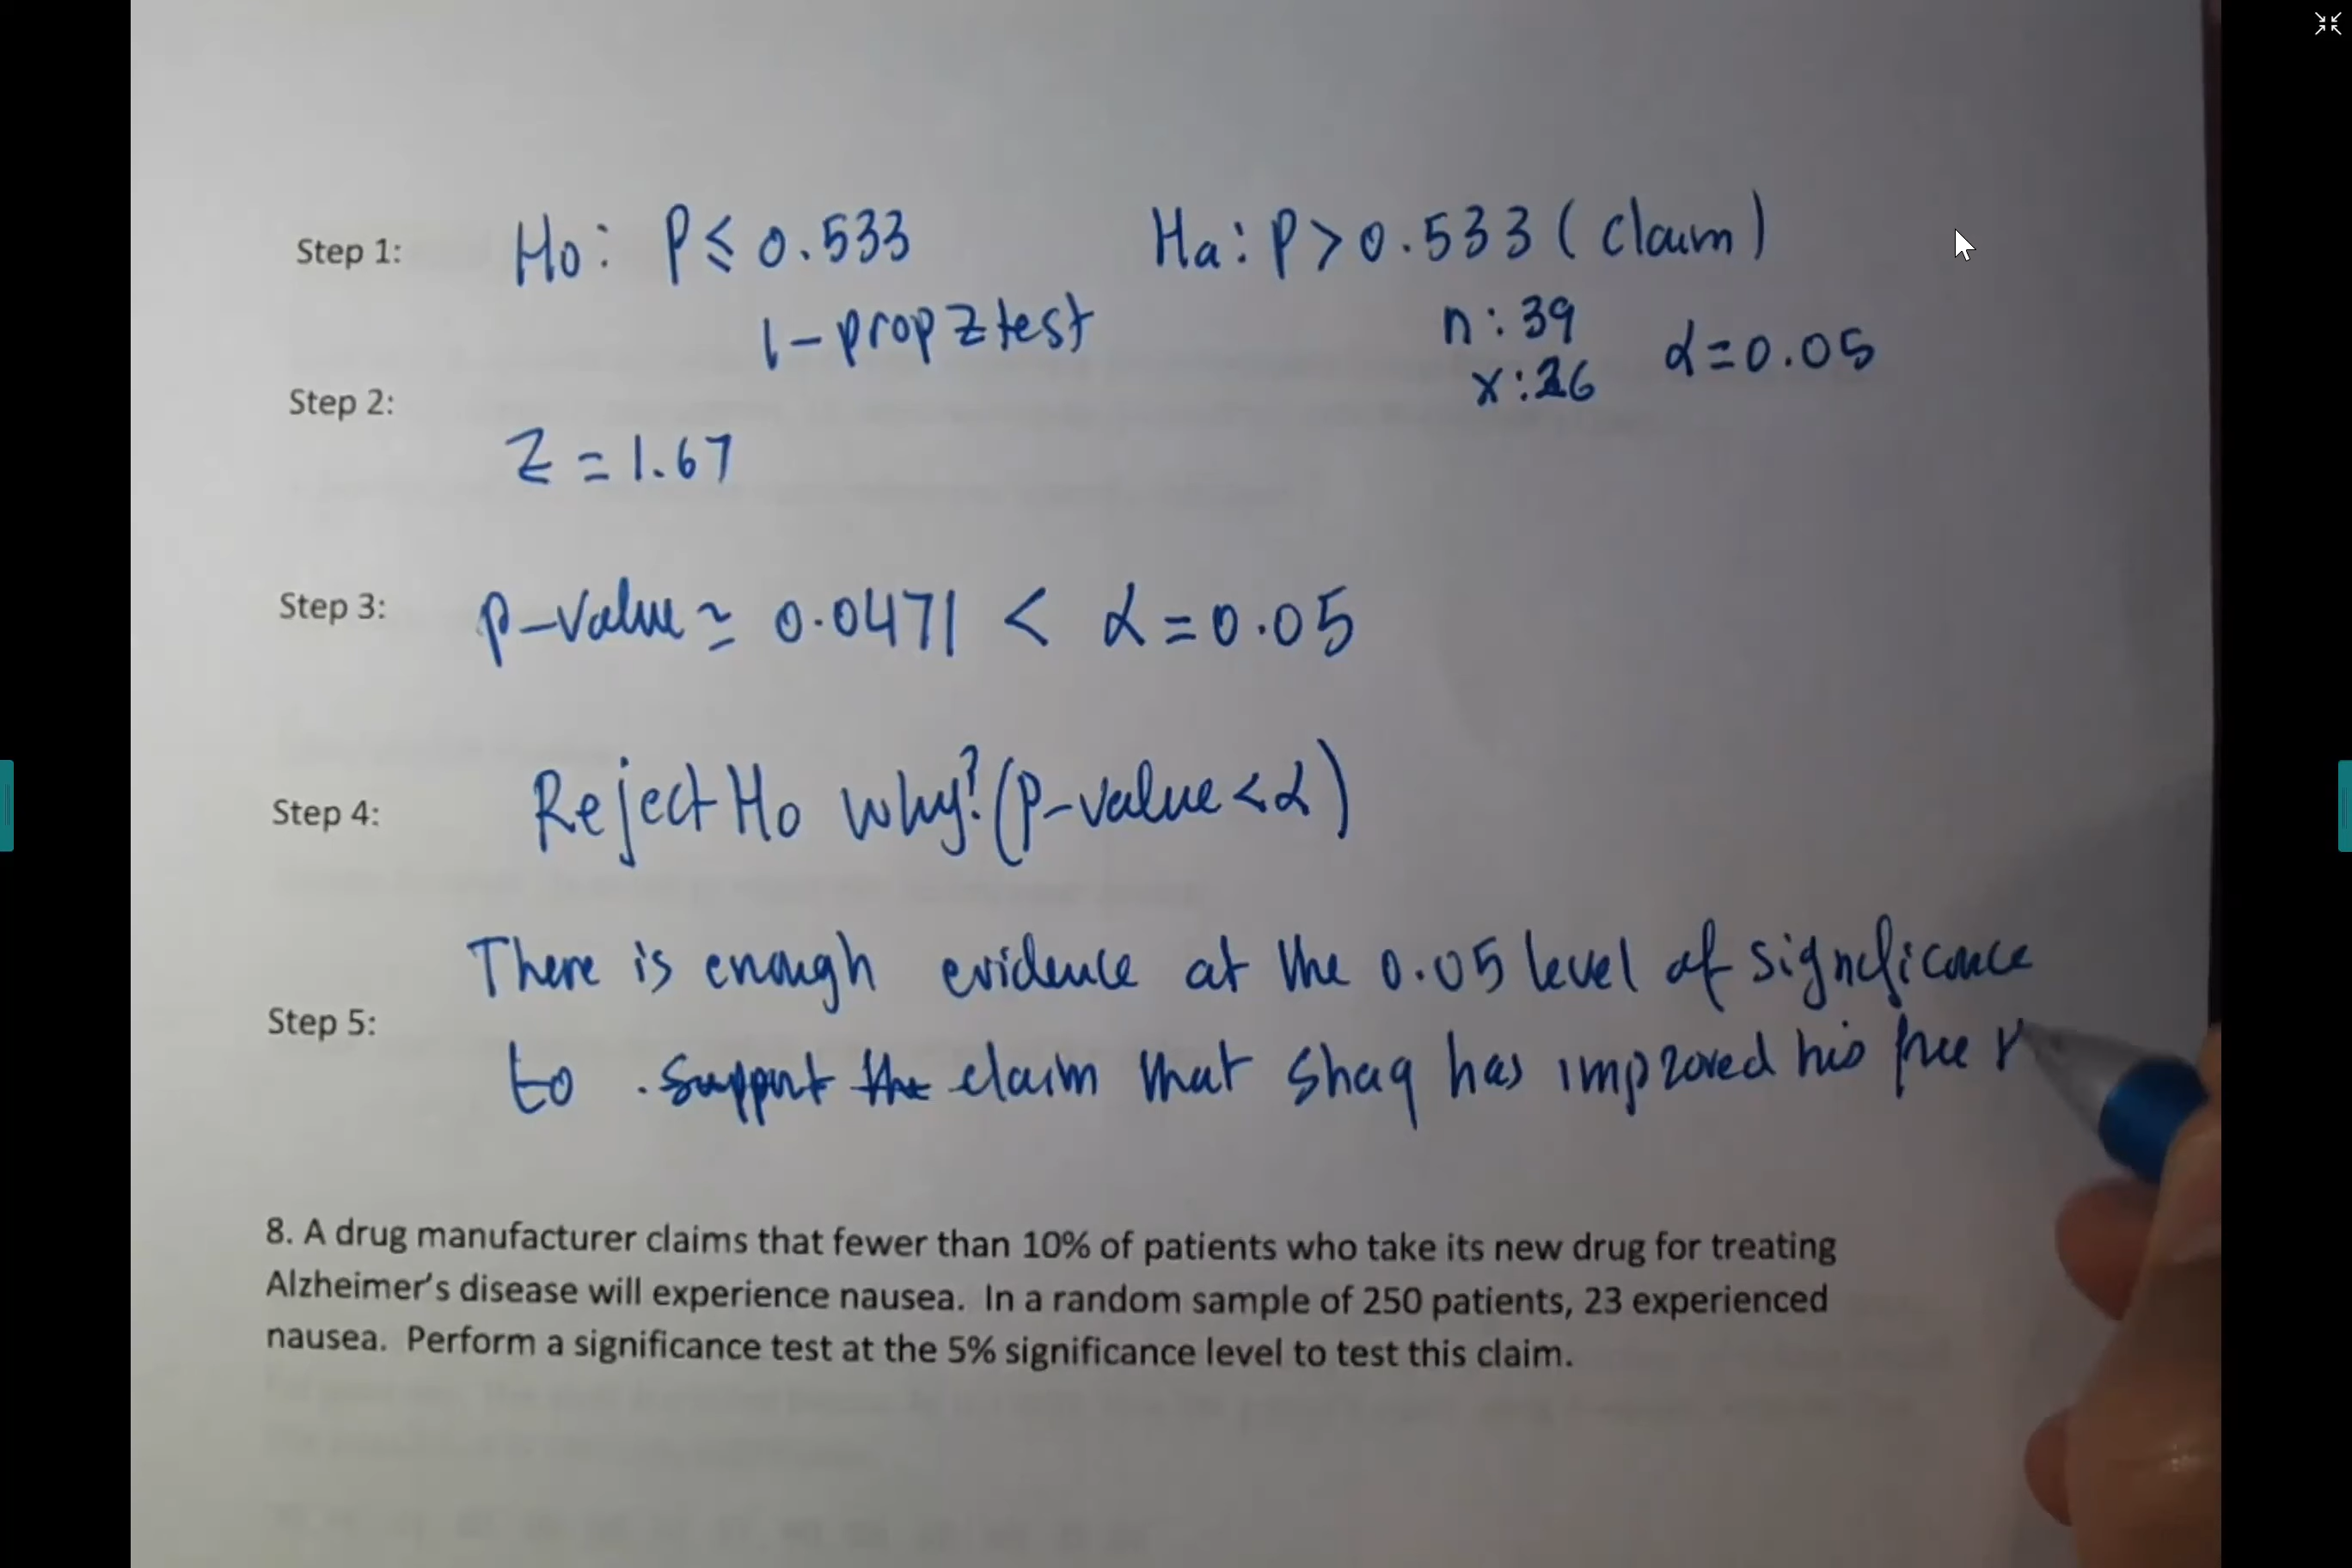 Step 1: Ho: P ≤ 0.533 Ha: P > 0.533 (claim)
1-prop Z test n: 39
x: 26 α = 0.05
Step 2:
Z = 1.67
Step 3: P-value ≃ 0.0471 < α = 0.05
Step 4: Reject Ho why? (P-value < α)
There is enough evidence at the 0.05 level of significance
Step 5:
to support the claim that Shaq has improved his free
8. A drug manufacturer claims that fewer than 10% of patients who take its new drug for treating
Alzheimer's disease will experience nausea. In a random sample of 250 patients, 23 experienced
nausea. Perform a significance test at the 5% significance level to test this claim.